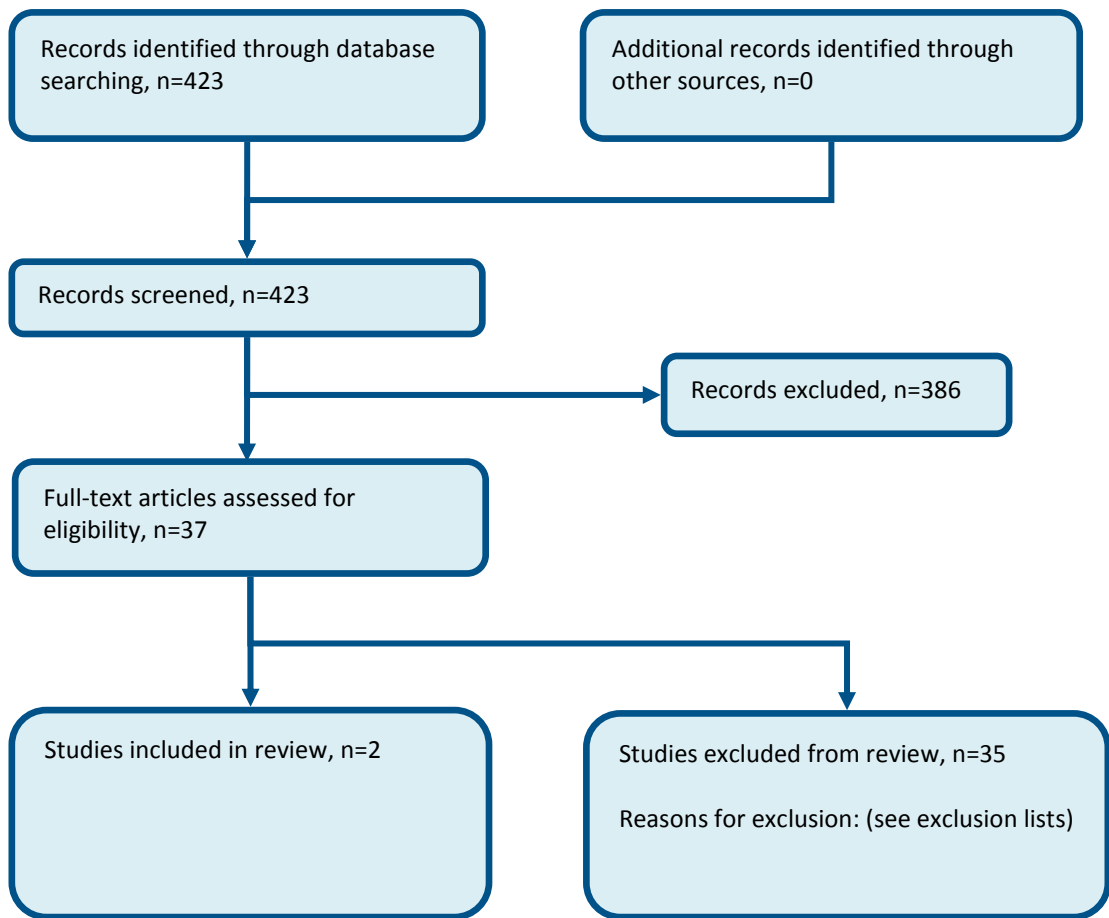 Records identified through database
searching, n=423
Additional records identified through
other sources, n=0
Records screened, n=423
Records excluded, n=386
Full-text articles assessed for
eligibility, n=37
Studies included in review, n=2
Studies excluded from review, n=35
Reasons for exclusion: (see exclusion lists)